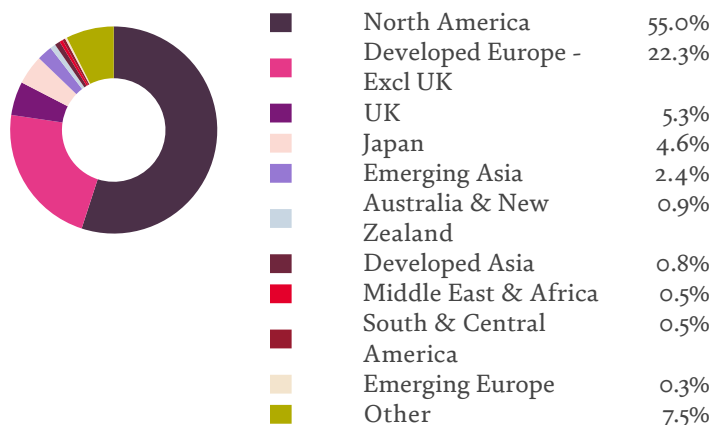 North America 55.0%
Developed Europe - 22.3%
Excl UK
UK 5.3%
Japan 4.6%
Emerging Asia 2.4%
Australia & New 0.9%
Zealand
Developed Asia 0.8%
Middle East & Africa 0.5%
South & Central 0.5%
America
Emerging Europe 0.3%
Other 7.5%